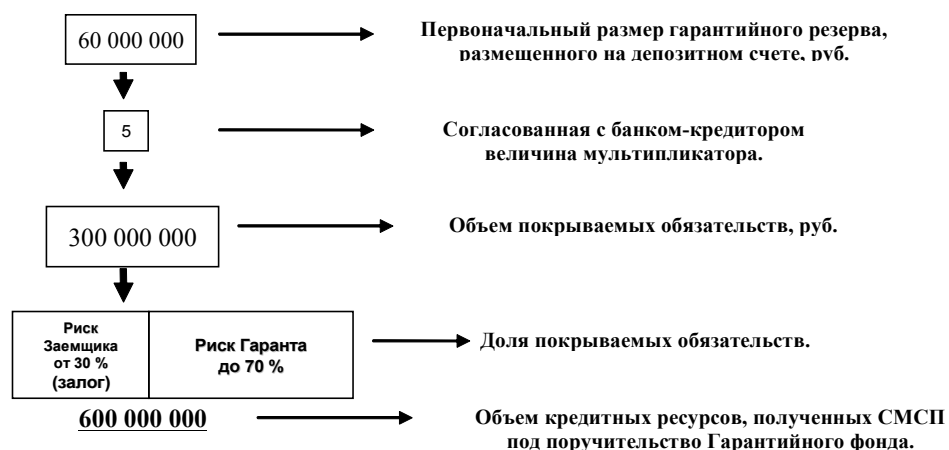 60 000 000
Первоначальный размер гарантийного резерва,
размещенного на депозитном счете, руб.
5
Согласованная с банком-кредитором
величина мультипликатора.
300 000 000
Объем покрываемых обязательств, руб.
Риск
Заемщика
от 30 %
(залог)
Риск Гаранта
до 70 %
Доля покрываемых обязательств.
600 000 000
Объем кредитных ресурсов, полученных СМСП
под поручительство Гарантийного фонда.